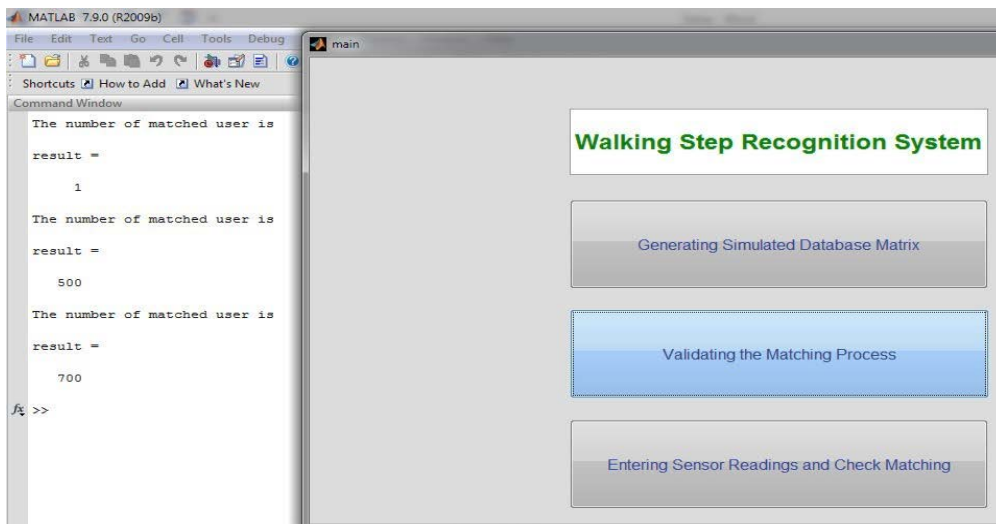 MATLAB 7.9.0 (R2009b)
File Edit Text Go Cell Tools Debug
Shortcuts How to Add What's New
Command Window
The number of matched user is
result =
1
The number of matched user is
result =
500
The number of matched user is
result =
700
fx >>
main
Walking Step Recognition System
Generating Simulated Database Matrix
Validating the Matching Process
Entering Sensor Readings and Check Matching